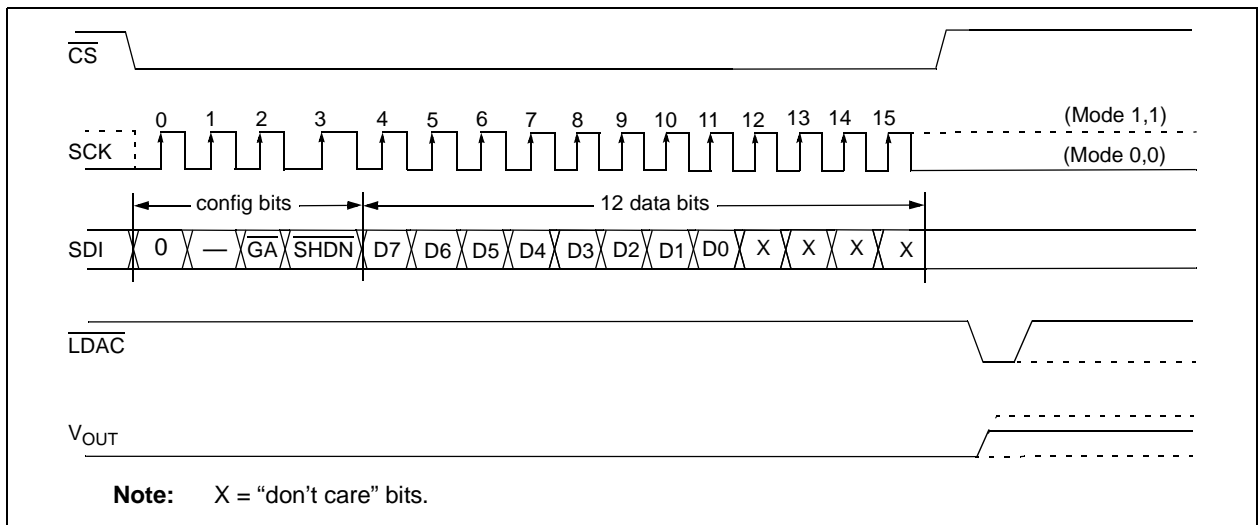 CS
0 1 2 3 4 5 6 7 8 9 10 11 12 13 14 15
(Mode 1,1)
SCK
(Mode 0,0)
config bits 12 data bits
SDI 0 — GA SHDN D7 D6 D5 D4 D3 D2 D1 D0 X X X X
LDAC
VOUT
Note: X = “don’t care” bits.